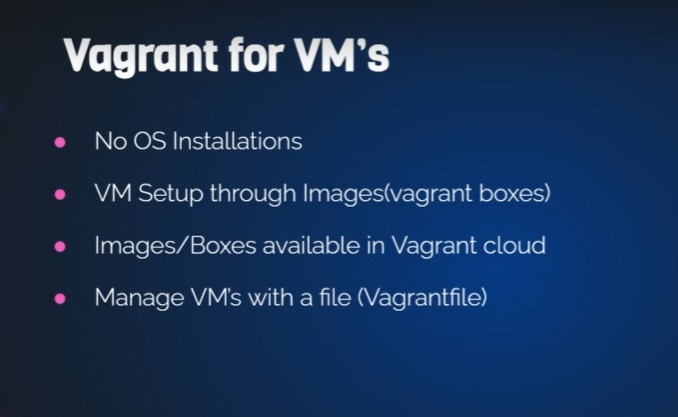 Vagrant for VM's
No OS Installations
VM Setup through Images(vagrant boxes)
Images/Boxes available in Vagrant cloud
Manage VM's with a file (Vagrantfile)